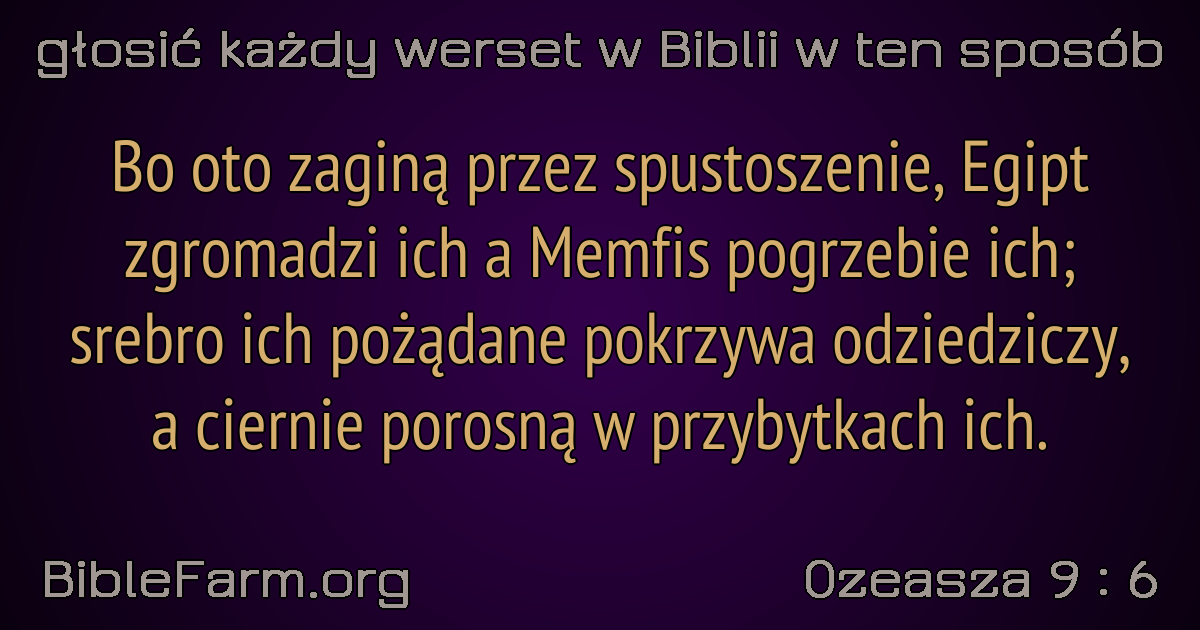 głosić każdy werset w Biblii w ten sposób
Bo oto zaginą przez spustoszenie, Egipt
zgromadzi ich a Memfis pogrzebie ich;
srebro ich pożądane pokrzywa odziedziczy,
a ciernie porosną w przybytkach ich.
BibleFarm.org
Ozeasza 9 : 6